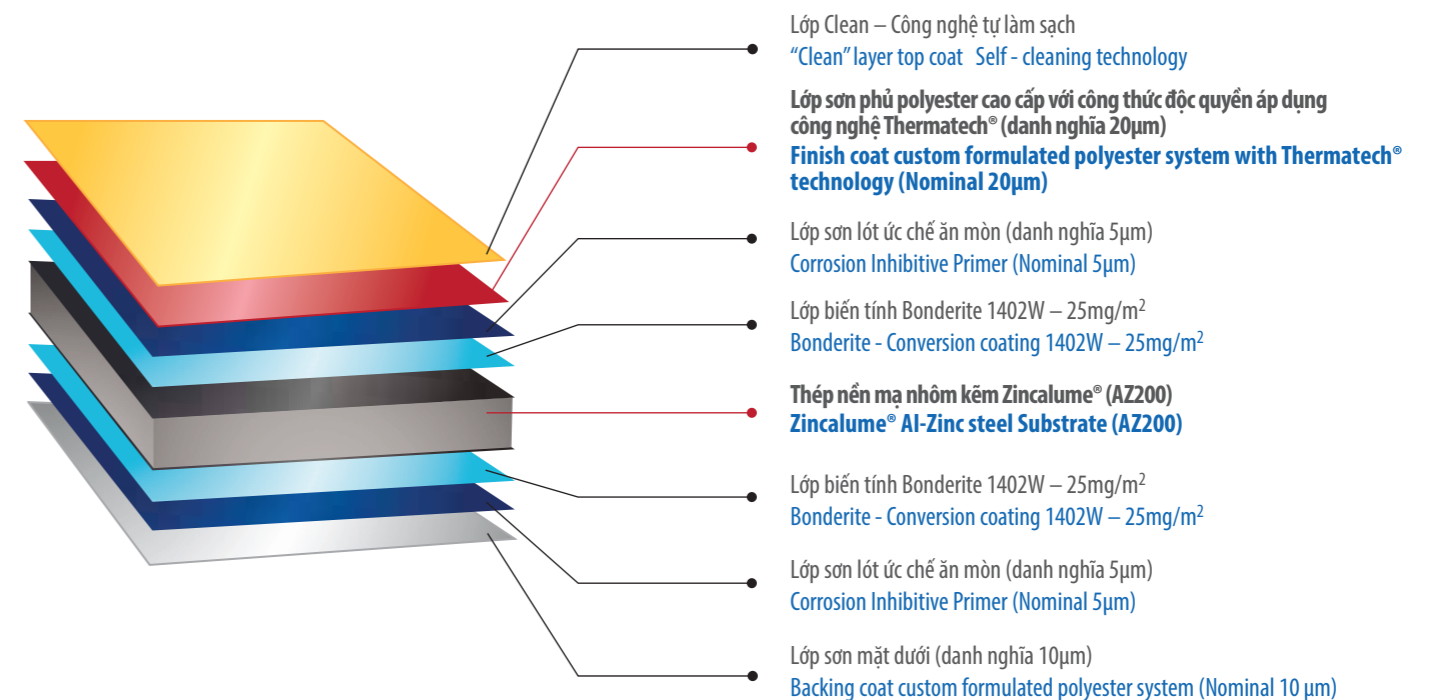 Lớp Clean – Công nghệ tự làm sạch
“Clean” layer top coat Self - cleaning technology
Lớp sơn phủ polyester cao cấp với công thức độc quyền áp dụng
công nghệ Thermatech® (danh nghĩa 20µm)
Finish coat custom formulated polyester system with Thermatech®
technology (Nominal 20µm)
Lớp sơn lót ức chế ăn mòn (danh nghĩa 5µm)
Corrosion Inhibitive Primer (Nominal 5µm)
Lớp biến tính Bonderite 1402W – 25mg/m²
Bonderite - Conversion coating 1402W – 25mg/m²
Thép nền mạ nhôm kẽm Zincalume® (AZ200)
Zincalume® Al-Zinc steel Substrate (AZ200)
Lớp biến tính Bonderite 1402W – 25mg/m²
Bonderite - Conversion coating 1402W – 25mg/m²
Lớp sơn lót ức chế ăn mòn (danh nghĩa 5µm)
Corrosion Inhibitive Primer (Nominal 5µm)
Lớp sơn mặt dưới (danh nghĩa 10µm)
Backing coat custom formulated polyester system (Nominal 10 µm)